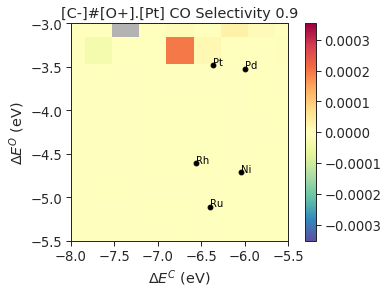 [C-]#[O+].[Pt] CO Selectivity 0.9
−3.0
−3.5
−4.0
−4.5
−5.0
−5.5
ΔE^O (eV)
Pt
Pd
Rh
Ni
Ru
−8.0 −7.5 −7.0 −6.5 −6.0 −5.5
ΔE^C (eV)
0.0003
0.0002
0.0001
0.0000
−0.0001
−0.0002
−0.0003